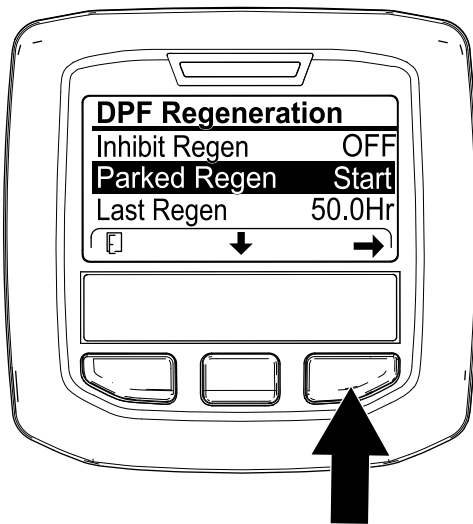 DPF Regeneration
Inhibit Regen OFF
Parked Regen Start
Last Regen 50.0Hr